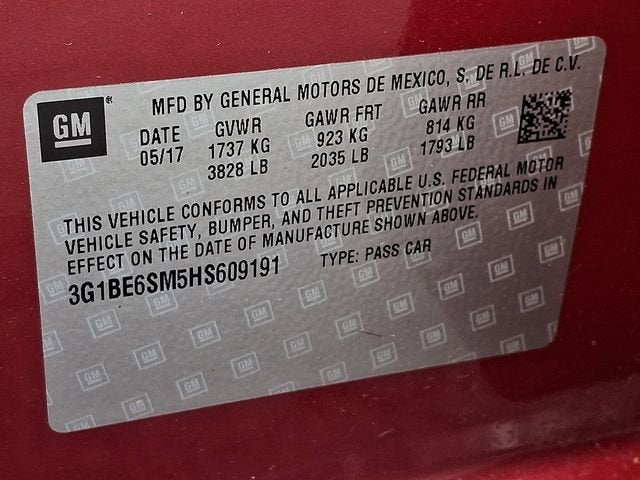 GM
MFD BY GENERAL MOTORS DE MEXICO, S. DE R.L. DE C.V.
DATE GVWR GAWR FRT GAWR RR
05/17 1737 KG 923 KG 814 KG
3828 LB 2035 LB 1793 LB
THIS VEHICLE CONFORMS TO ALL APPLICABLE U.S. FEDERAL MOTOR
VEHICLE SAFETY, BUMPER, AND THEFT PREVENTION STANDARDS IN
EFFECT ON THE DATE OF MANUFACTURE SHOWN ABOVE.
3G1BE6SM5HS609191 TYPE: PASS CAR